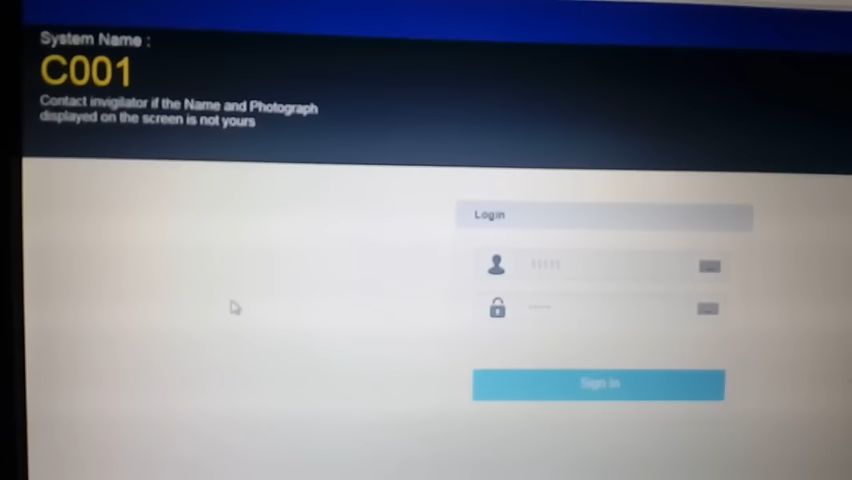 System Name :
C001
Contact invigilator if the Name and Photograph
displayed on the screen is not yours
Login
11111
Sign In